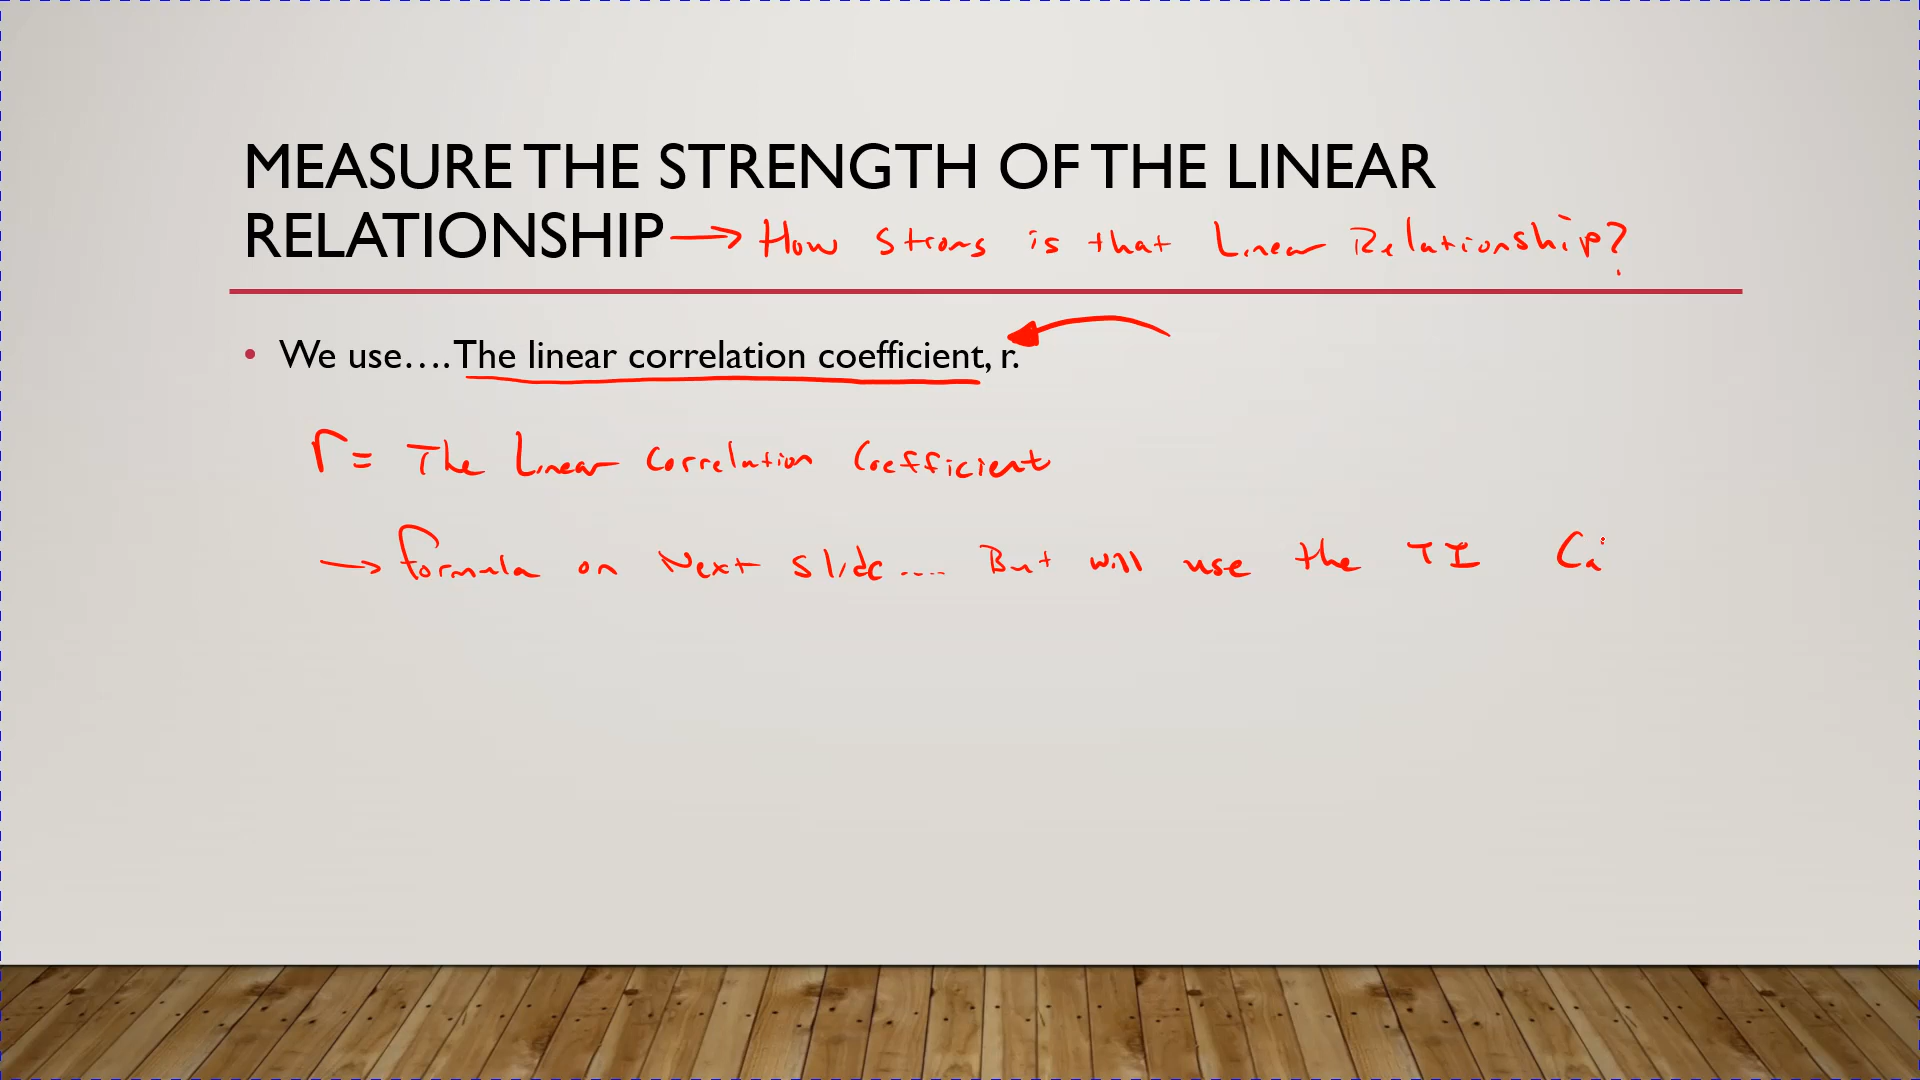 MEASURE THE STRENGTH OF THE LINEAR
RELATIONSHIP → How Strong is that Linear Relationship?
• We use....The linear correlation coefficient, r.
r = The Linear Correlation Coefficient
→ formula on Next Slide.... But will use the TI Ca